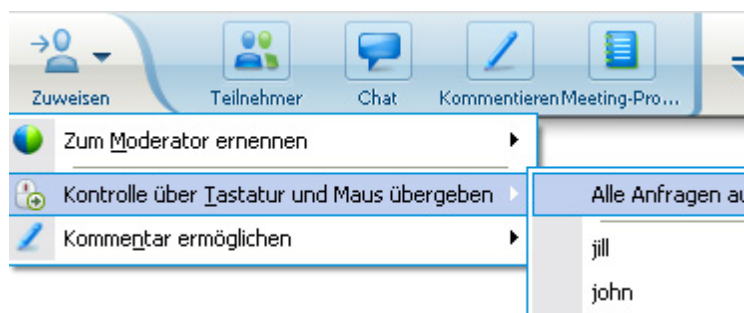 Zuweisen Teilnehmer Chat Kommentieren Meeting-Pro...
Zum Moderator ernennen
Kontrolle über Tastatur und Maus übergeben Alle Anfragen
Kommentar ermöglichen jill
john